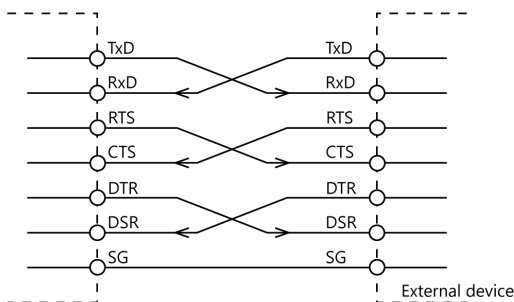 TxD TxD
RxD RxD
RTS RTS
CTS CTS
DTR DTR
DSR DSR
SG SG
External device